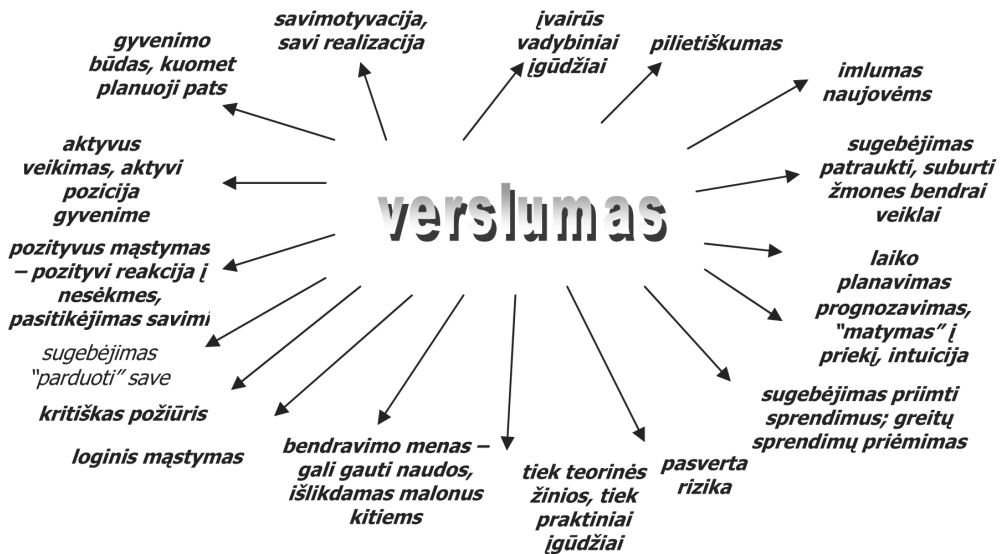 savimotyvacija,
savi realizacija
įvairūs
vadybiniai
įgūdžiai
pilietiškumas
gyvenimo
būdas, kuomet
planuoji pats
imlumas
naujovėms
aktyvus
veikimas, aktyvi
pozicija
gyvenime
sugebėjimas
patraukti, suburti
žmones bendrai
veiklai
verslumas
pozityvus mąstymas
– pozityvi reakcija į
nesėkmes,
pasitikėjimas savimi
laiko
planavimas
prognozavimas,
“matymas” į
priekį, intuicija
sugebėjimas
“parduoti” save
kritiškas požiūris
loginis mąstymas
bendravimo menas –
gali gauti naudos,
išlikdamas malonus
kitiems
tiek teorinės
žinios, tiek
praktiniai
įgūdžiai
pasverta
rizika
sugebėjimas priimti
sprendimus; greitų
sprendimų priėmimas